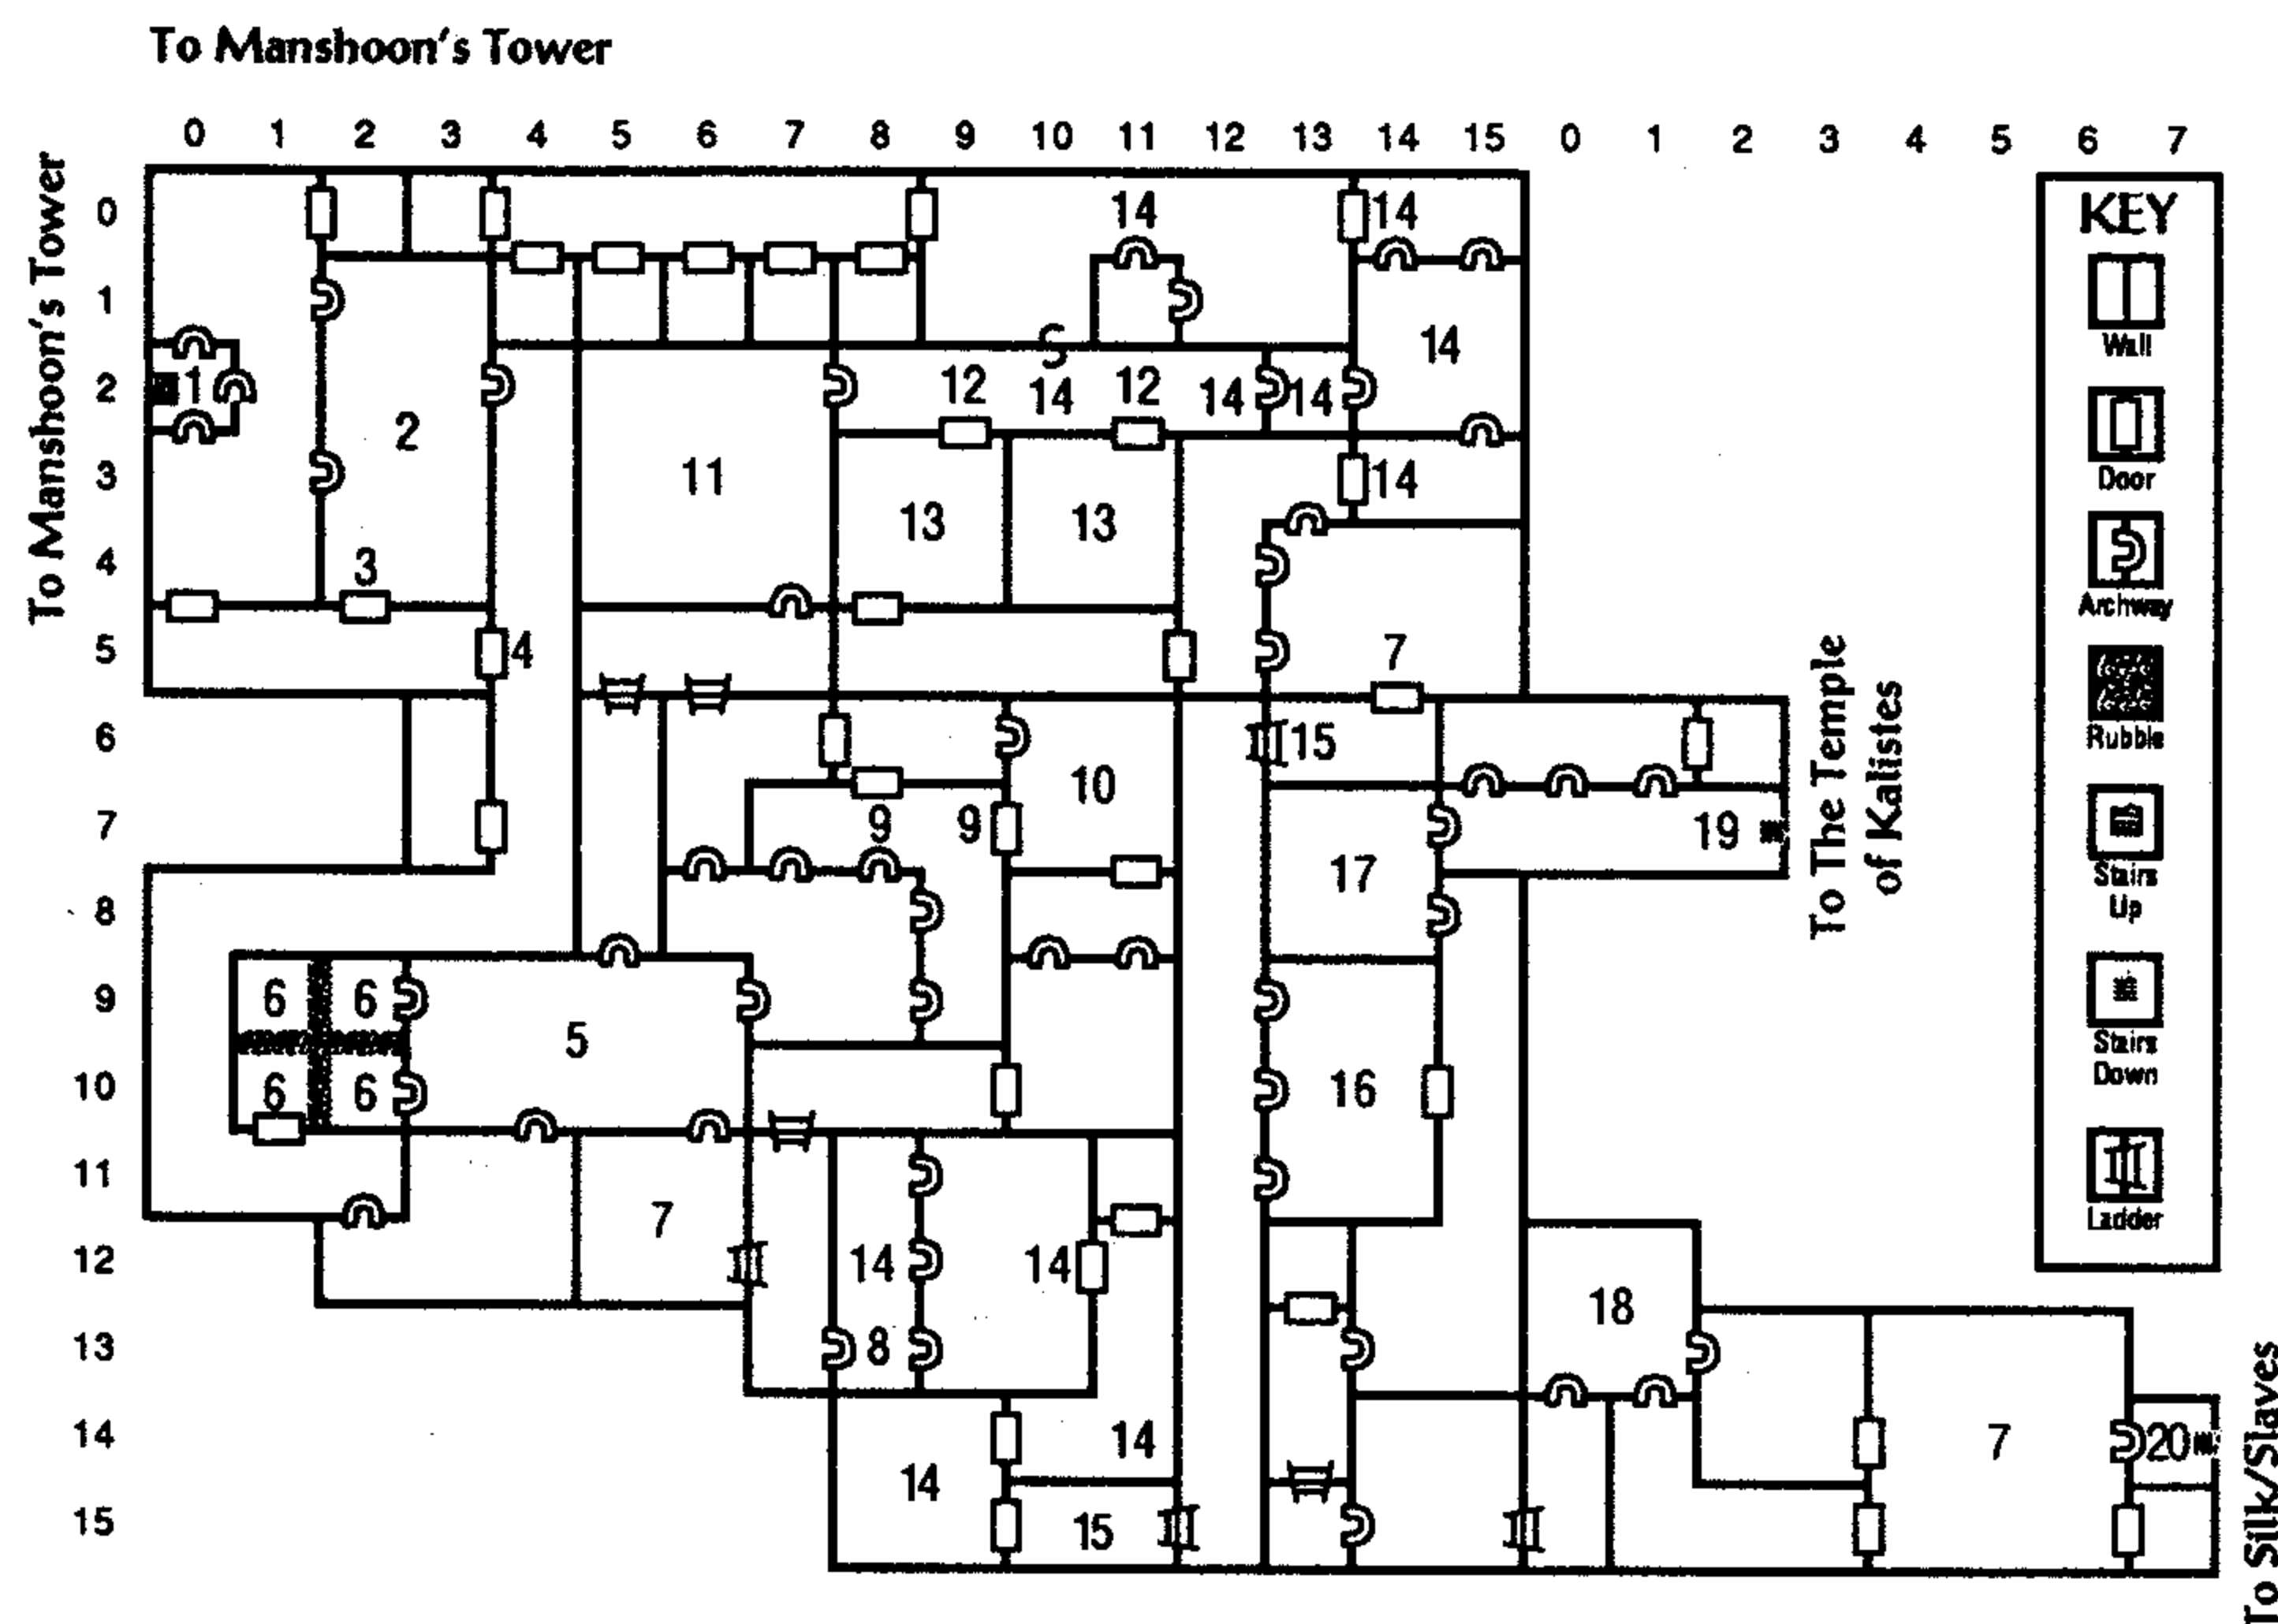 To Manshoon's Tower
0 1 2 3 4 5 6 7 8 9 10 11 12 13 14 15 0 1 2 3 4 5 6 7
To Manshoon's Tower
0 14 14
1
14
2 1 12 14 12 14 14
2
3 11 14
13 13
4 3
5 4 7
6 15
10
7 9 9 19
17
8
9 6 6
5
10 6 6 16
11
7
12 14 14
18
13 8
14 14 7 20
14
15 15
To The Temple
of Kalistes
To Silk/Slaves
KEY
Wall
Door
Archway
Rubble
Stairs
Up
Stairs
Down
Ladder